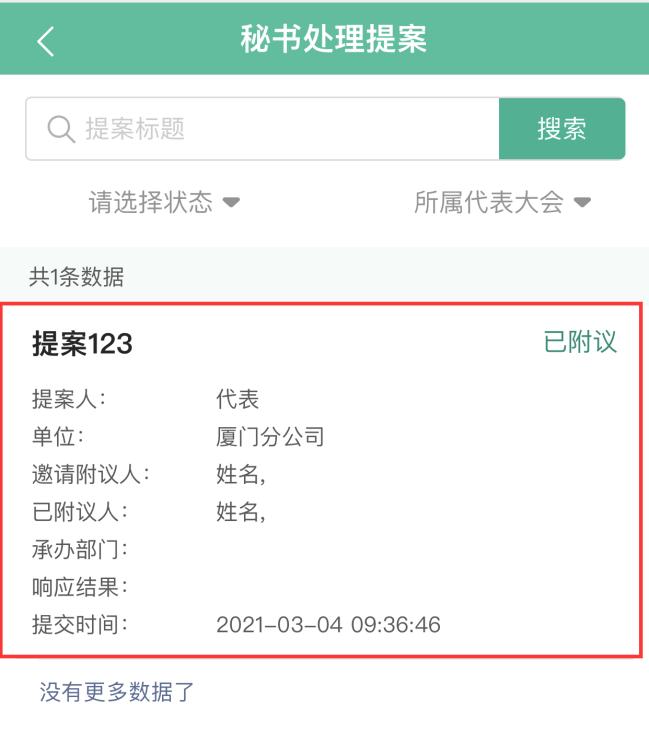 秘书处理提案
提案标题 搜索
请选择状态 所属代表大会
共1条数据
提案123 已附议
提案人： 代表
单位： 厦门分公司
邀请附议人： 姓名,
已附议人： 姓名,
承办部门：
响应结果：
提交时间： 2021-03-04 09:36:46
没有更多数据了